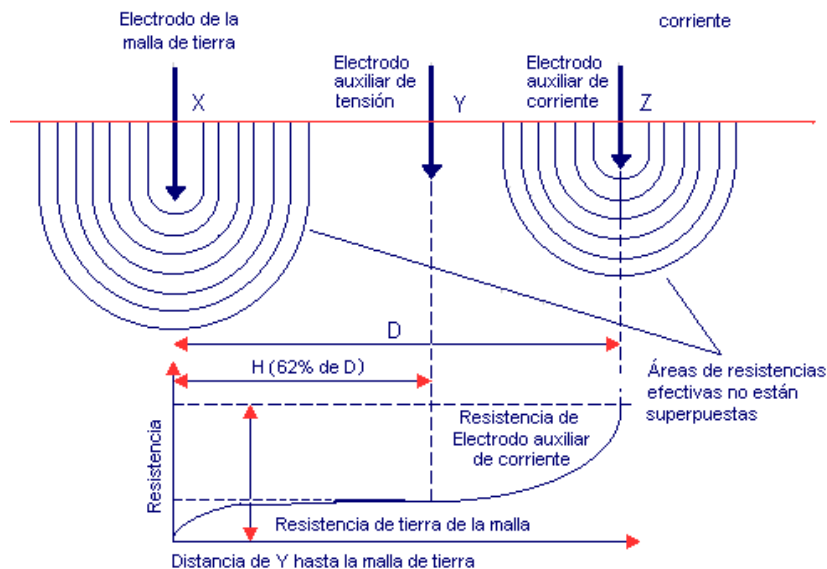 Electrodo de la
malla de tierra
corriente
Electrodo
auxiliar de
tensión
Electrodo
auxiliar de
corriente
X
Y
Z
D
H (62% de D)
Áreas de resistencias
efectivas no están
superpuestas
Resistencia
Resistencia de
Electrodo auxiliar
de corriente
Resistencia de tierra de la malla
Distancia de Y hasta la malla de tierra